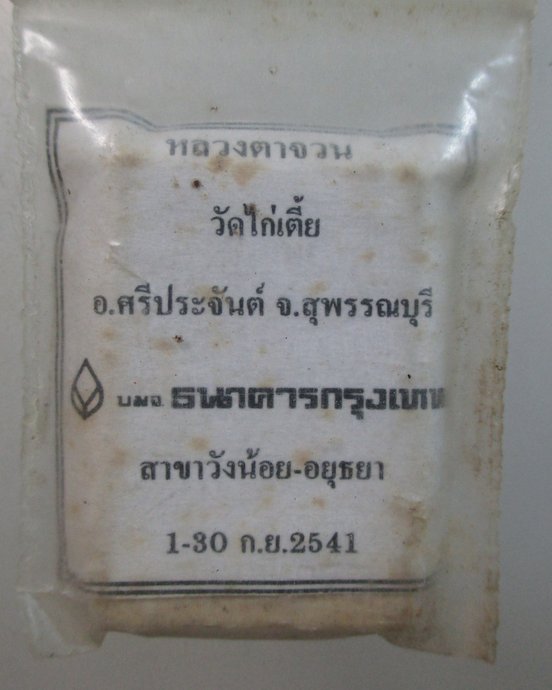 หลวงตาจวน
วัดไก่เตี้ย
อ.ศรีประจันต์ จ.สุพรรณบุรี
บมจ. ธนาคารกรุงเทพ
สาขาวังน้อย-อยุธยา
1-30 ก.ย.2541